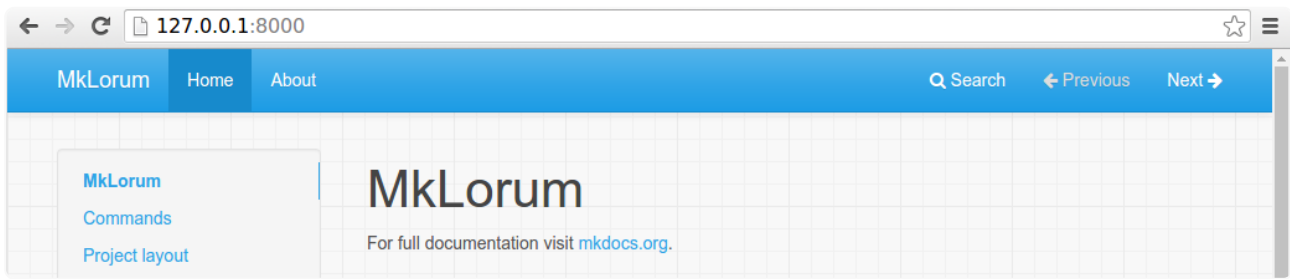 127.0.0.1:8000
MkLorum Home About Search Previous Next
MkLorum
Commands
Project layout
MkLorum
For full documentation visit mkdocs.org.